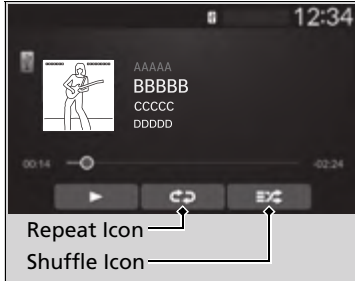 12:34
AAAAA
BBBBB
CCCCC
DDDDD
00:14
-02:24
Repeat Icon
Shuffle Icon